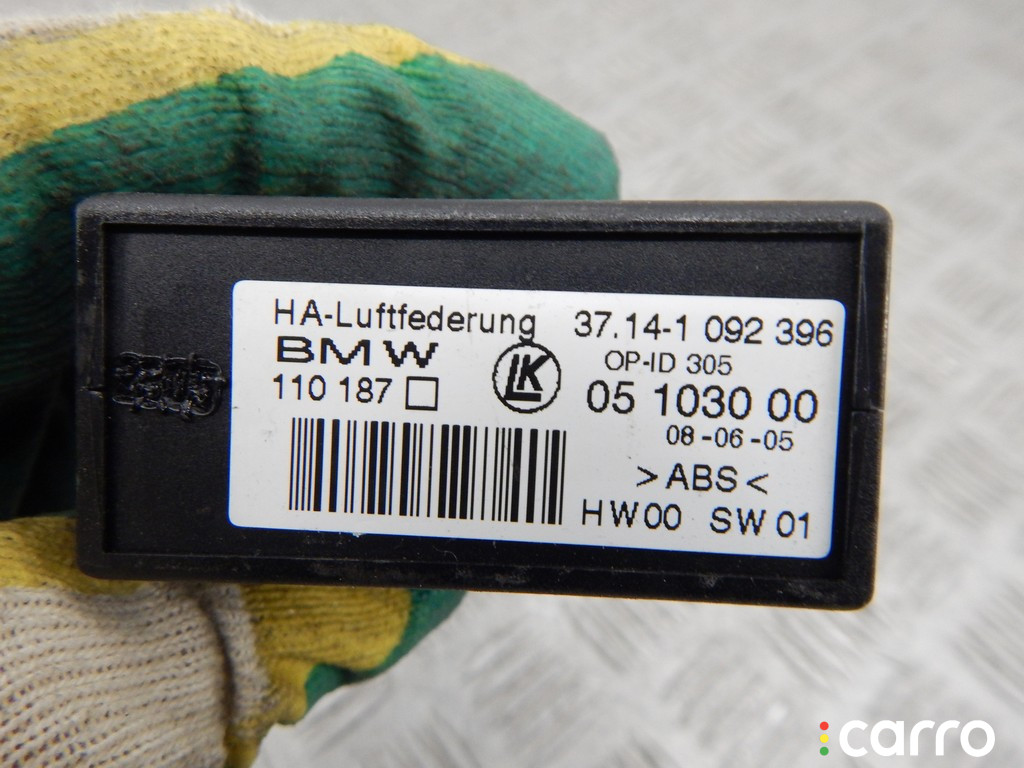 HA-Luftfederung 37.14-1 092 396
BMW LK OP-ID 305
110 187 05 1030 00
08-06-05
>ABS<
HW00 SW01
carro